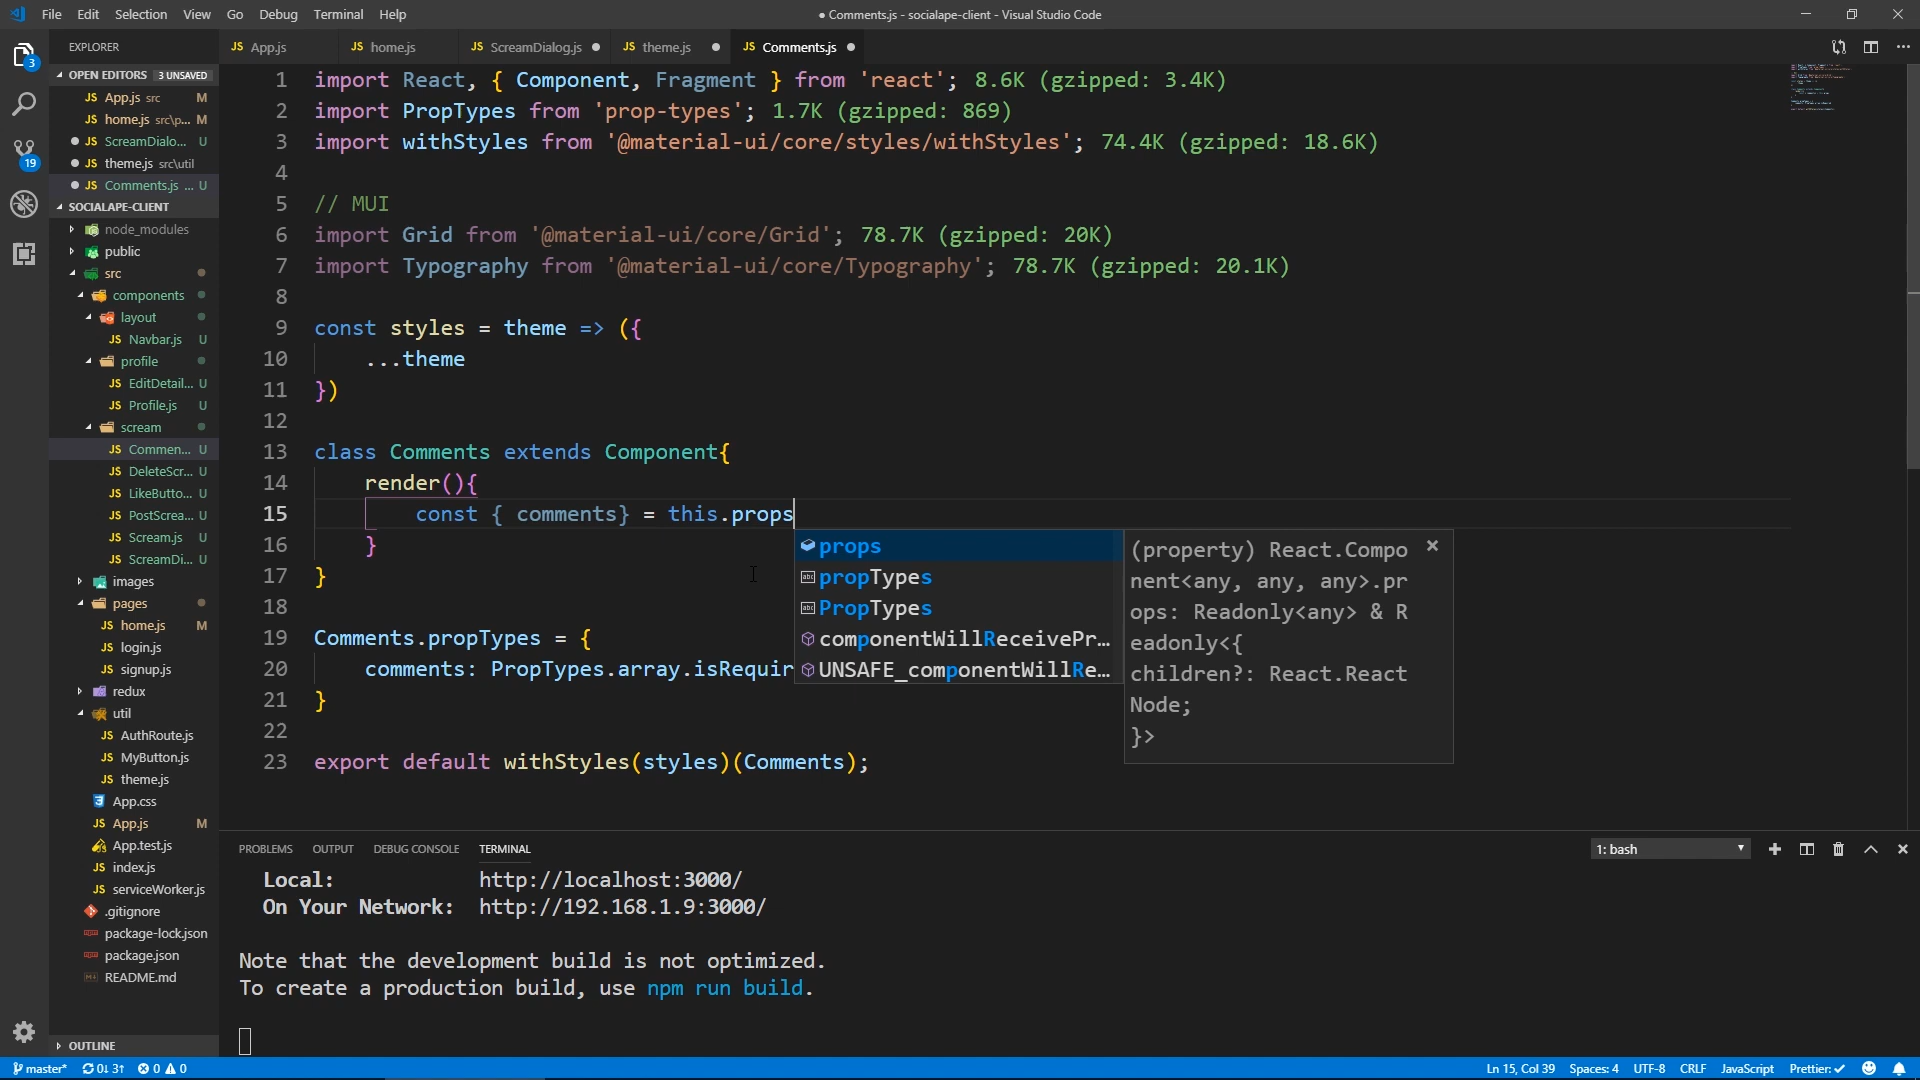 File Edit Selection View Go Debug Terminal Help
● Comments.js - socialape-client - Visual Studio Code
EXPLORER
OPEN EDITORS 3 UNSAVED
JS App.js src M
JS home.js src\p... M
JS ScreamDialo... U
JS theme.js src\util
JS Comments.js ... U
SOCIALAPE-CLIENT
node_modules
public
src
components
layout
JS Navbar.js U
profile
JS EditDetail... U
JS Profile.js U
scream
JS Commen... U
JS DeleteScr... U
JS LikeButto... U
JS PostScrea... U
JS Scream.js U
JS ScreamDi... U
images
pages
JS home.js M
JS login.js
JS signup.js
redux
util
JS AuthRoute.js
JS MyButton.js
JS theme.js
App.css
JS App.js M
App.test.js
JS index.js
JS serviceWorker.js
.gitignore
package-lock.json
package.json
README.md
OUTLINE
3
19
JS App.js JS home.js JS ScreamDialog.js ● JS theme.js ● JS Comments.js ●
1 import React, { Component, Fragment } from 'react'; 8.6K (gzipped: 3.4K)
2 import PropTypes from 'prop-types'; 1.7K (gzipped: 869)
3 import withStyles from '@material-ui/core/styles/withStyles'; 74.4K (gzipped: 18.6K)
4
5 // MUI
6 import Grid from '@material-ui/core/Grid'; 78.7K (gzipped: 20K)
7 import Typography from '@material-ui/core/Typography'; 78.7K (gzipped: 20.1K)
8
9 const styles = theme => ({
10 ...theme
11 })
12
13 class Comments extends Component{
14 render(){
15 const { comments} = this.props
16 }
17 }
18
19 Comments.propTypes = {
20 comments: PropTypes.array.isRequir
21 }
22
23 export default withStyles(styles)(Comments);
props
propTypes
PropTypes
componentWillReceivePr...
UNSAFE_componentWillRe...
(property) React.Compo
nent<any, any, any>.pr
ops: Readonly<any> & R
eadonly<{
children?: React.React
Node;
}>
PROBLEMS OUTPUT DEBUG CONSOLE TERMINAL
1: bash
Local: http://localhost:3000/
On Your Network: http://192.168.1.9:3000/
Note that the development build is not optimized.
To create a production build, use npm run build.
master* 0↓ 3↑ 0 0
Ln 15, Col 39 Spaces: 4 UTF-8 CRLF JavaScript Prettier: ✓